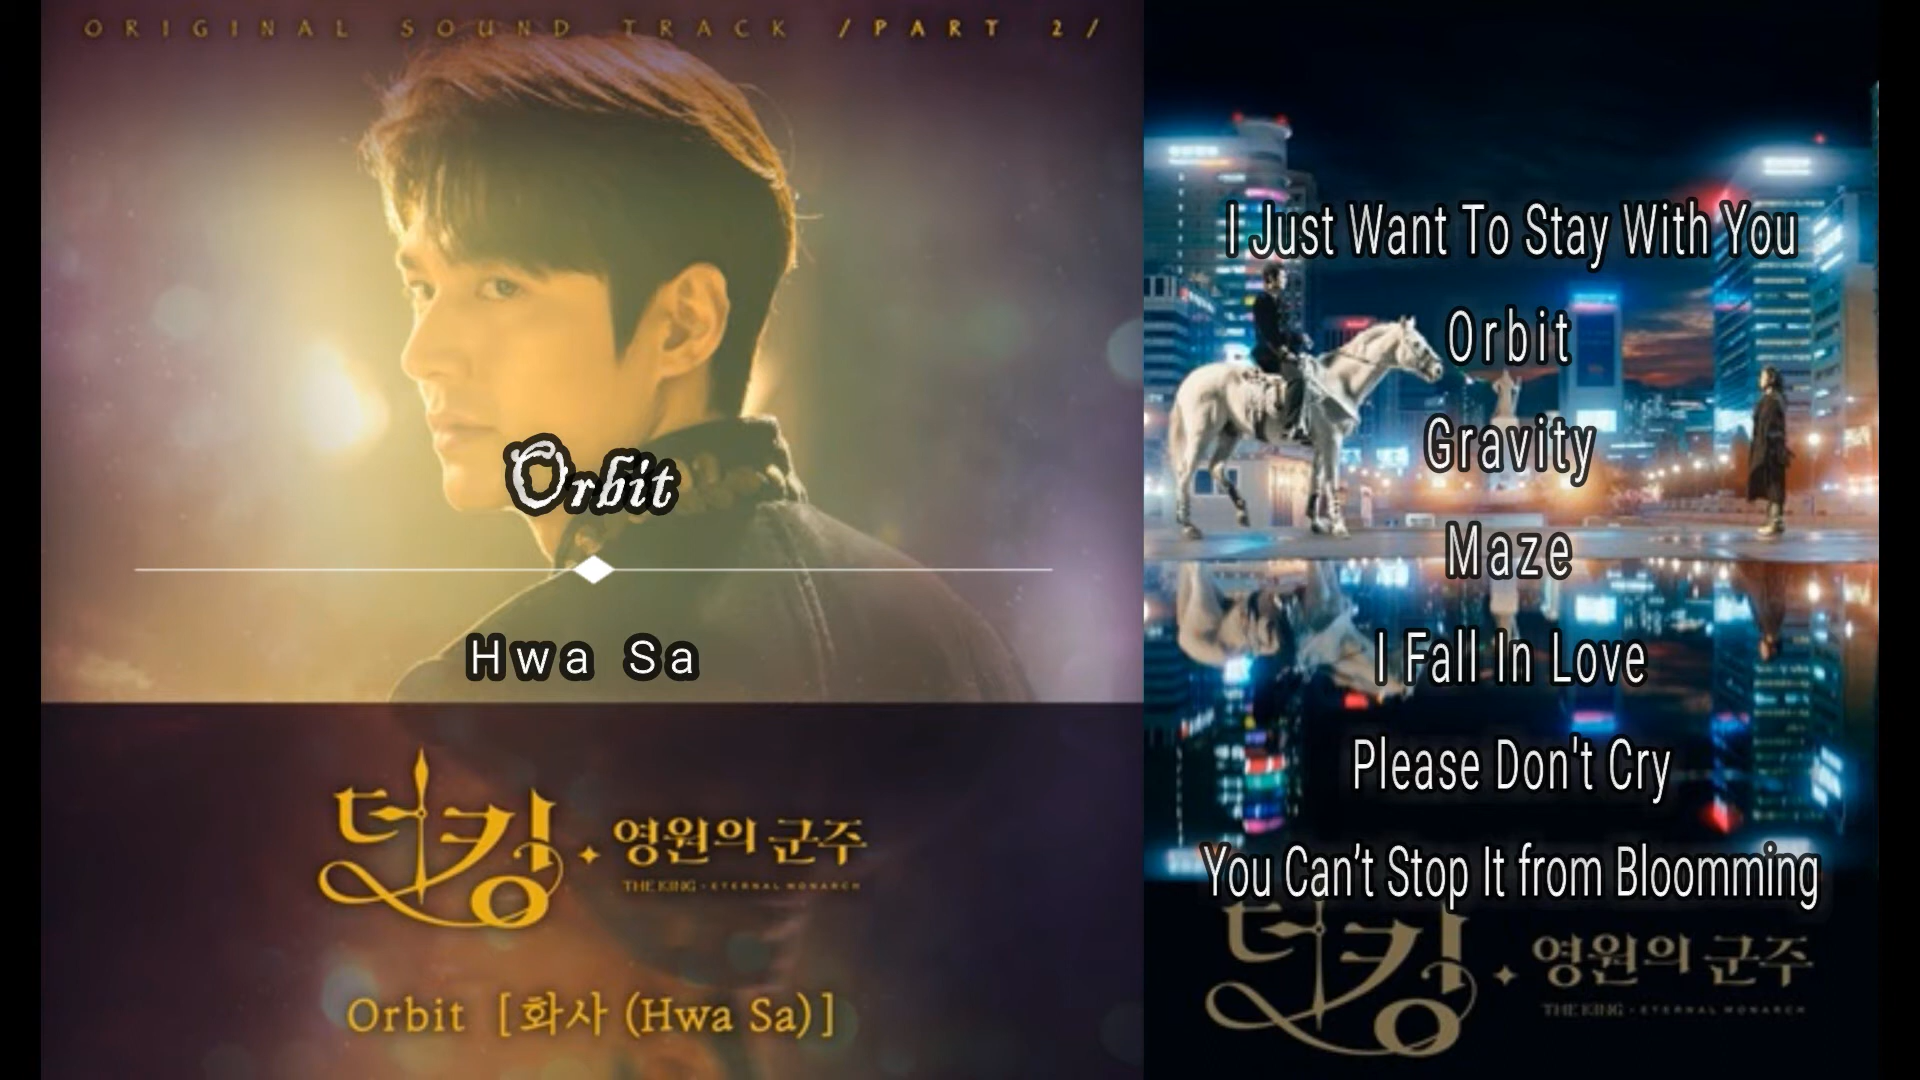 ORIGINAL SOUND TRACK /PART 2/
Orbit
Hwa Sa
더킹 영원의 군주
THE KING - ETERNAL MONARCH
Orbit [화사 (Hwa Sa)]
I Just Want To Stay With You
Orbit
Gravity
Maze
I Fall In Love
Please Don't Cry
You Can’t Stop It from Bloomming
더킹 영원의 군주
THE KING - ETERNAL MONARCH